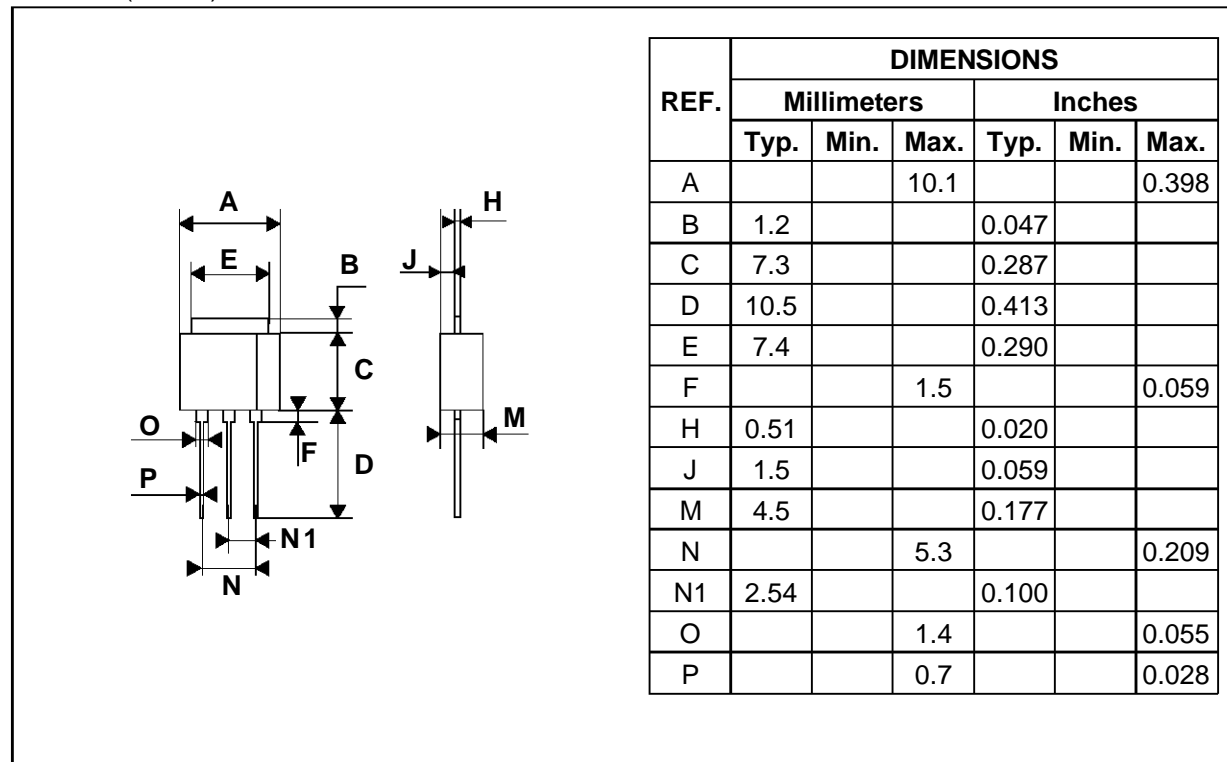 A
H
E
B
J
C
O
M
F
D
P
N1
N
DIMENSIONS
REF. Millimeters Inches
Typ. Min. Max. Typ. Min. Max.
A 10.1 0.398
B 1.2 0.047
C 7.3 0.287
D 10.5 0.413
E 7.4 0.290
F 1.5 0.059
H 0.51 0.020
J 1.5 0.059
M 4.5 0.177
N 5.3 0.209
N1 2.54 0.100
O 1.4 0.055
P 0.7 0.028